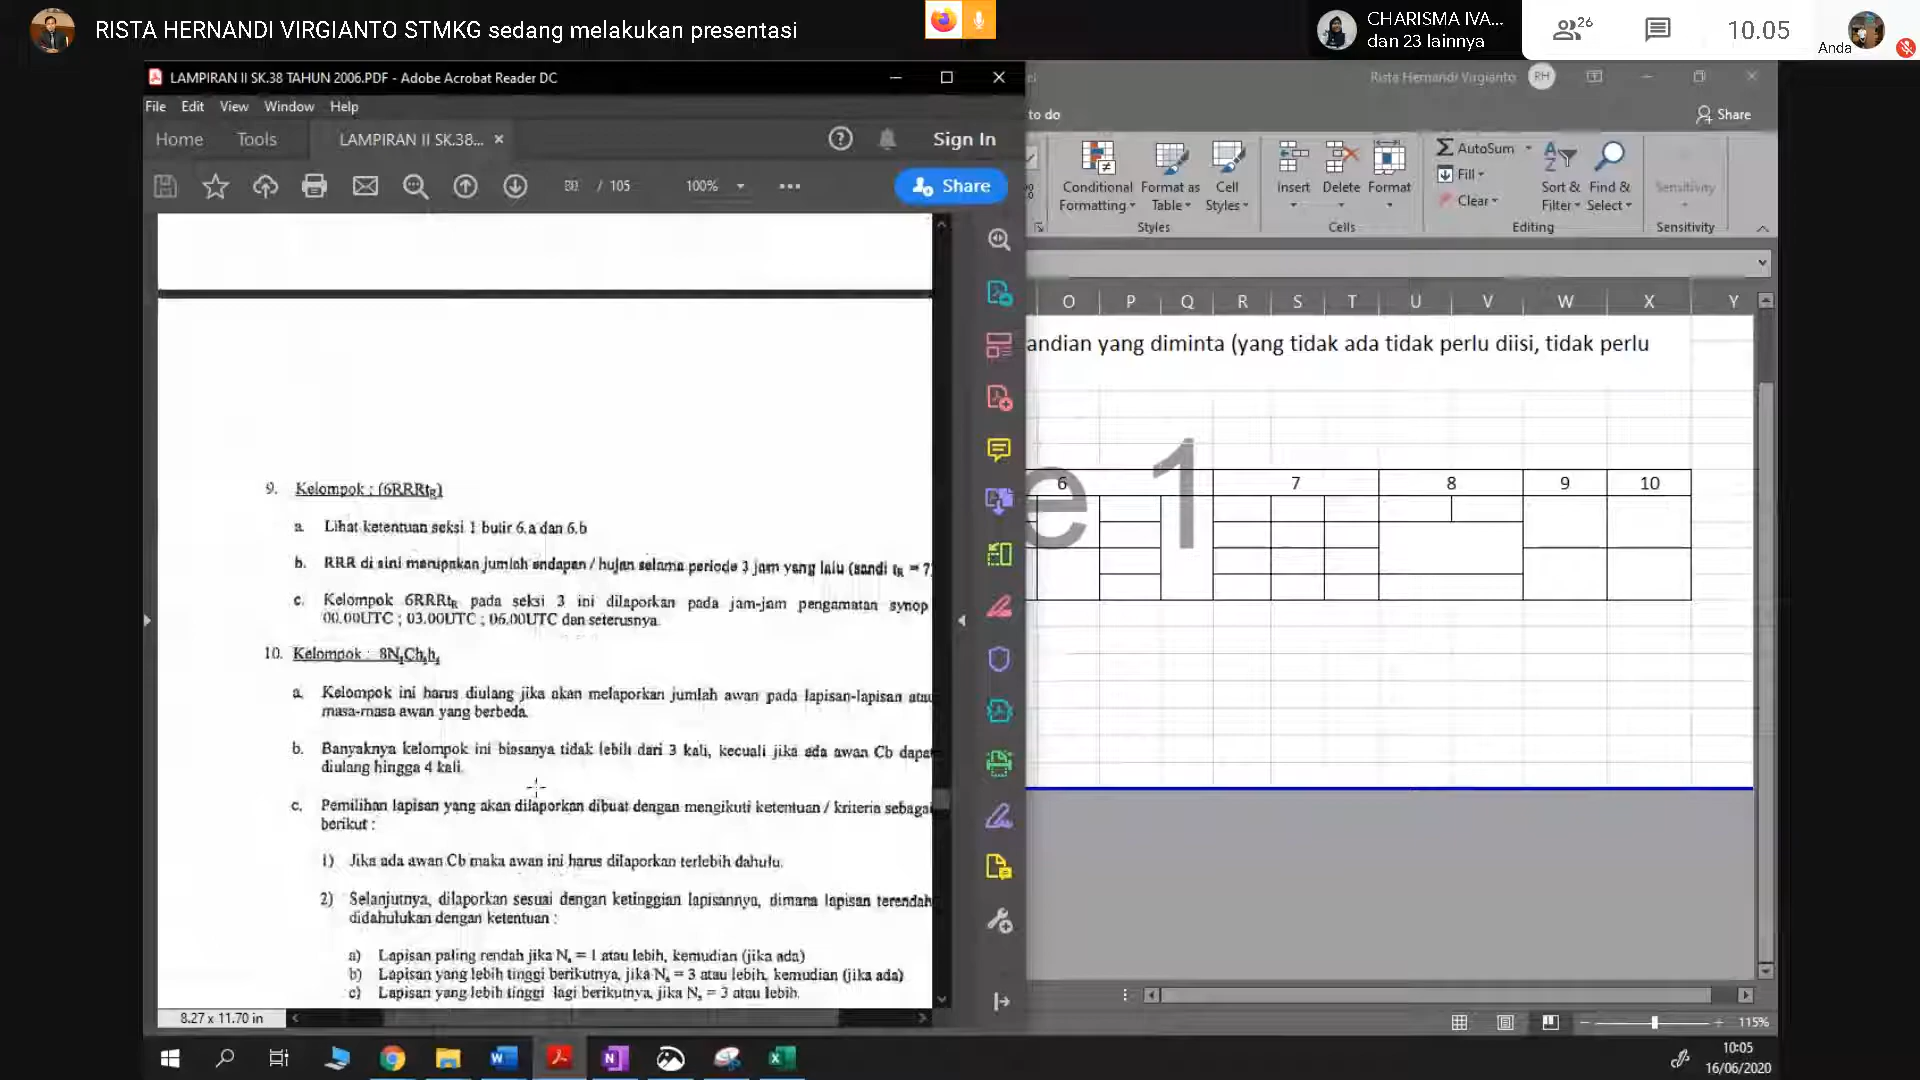 RISTA HERNANDI VIRGIANTO STMKG sedang melakukan presentasi
CHARISMA IVA...
dan 23 lainnya
26
10.05
Anda
LAMPIRAN II SK.38 TAHUN 2006.PDF - Adobe Acrobat Reader DC
File Edit View Window Help
Home Tools LAMPIRAN II SK.38... × Sign In
/ 105 100% Share
9. Kelompok : (6RRRtR)
a. Lihat ketentuan seksi 1 butir 6.a dan 6.b
b. RRR di sini merupakan jumlah endapan / hujan selama periode 3 jam yang lalu (sandi tR = 7
c. Kelompok 6RRRtR pada seksi 3 ini dilaporkan pada jam-jam pengamatan synop
00.00UTC ; 03.00UTC ; 06.00UTC dan seterusnya.
10. Kelompok : 8NsChshs
a. Kelompok ini harus diulang jika akan melaporkan jumlah awan pada lapisan-lapisan atau
masa-masa awan yang berbeda.
b. Banyaknya kelompok ini biasanya tidak lebih dari 3 kali, kecuali jika ada awan Cb dapat
diulang hingga 4 kali.
c. Pemilihan lapisan yang akan dilaporkan dibuat dengan mengikuti ketentuan / kriteria sebagai
berikut :
1) Jika ada awan Cb maka awan ini harus dilaporkan terlebih dahulu.
2) Selanjutnya, dilaporkan sesuai dengan ketinggian lapisannya, dimana lapisan terendah
didahulukan dengan ketentuan :
a) Lapisan paling rendah jika Ns = 1 atau lebih, kemudian (jika ada)
b) Lapisan yang lebih tinggi berikutnya, jika Ns = 3 atau lebih, kemudian (jika ada)
c) Lapisan yang lebih tinggi lagi berikutnya, jika Ns = 3 atau lebih.
8.27 x 11.70 in
Rista Hernandi Virgianto RH
to do Share
Conditional Formatting
Format as Table
Cell Styles
Insert Delete Format
AutoSum
Fill
Clear
Sort & Filter
Find & Select
Sensitivity
Styles Cells Editing Sensitivity
O P Q R S T U V W X Y
andian yang diminta (yang tidak ada tidak perlu diisi, tidak perlu
e 1
6 7 8 9 10
115%
10:05
16/06/2020